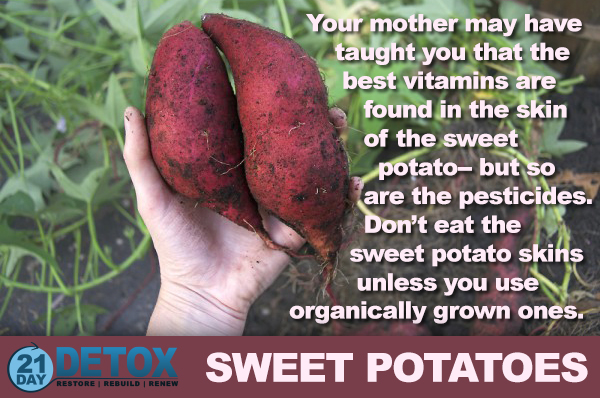 Your mother may have
taught you that the
best vitamins are
found in the skin
of the sweet
potato– but so
are the pesticides.
Don't eat the
sweet potato skins
unless you use
organically grown ones.
21 DAY
DETOX
RESTORE | REBUILD | RENEW
SWEET POTATOES